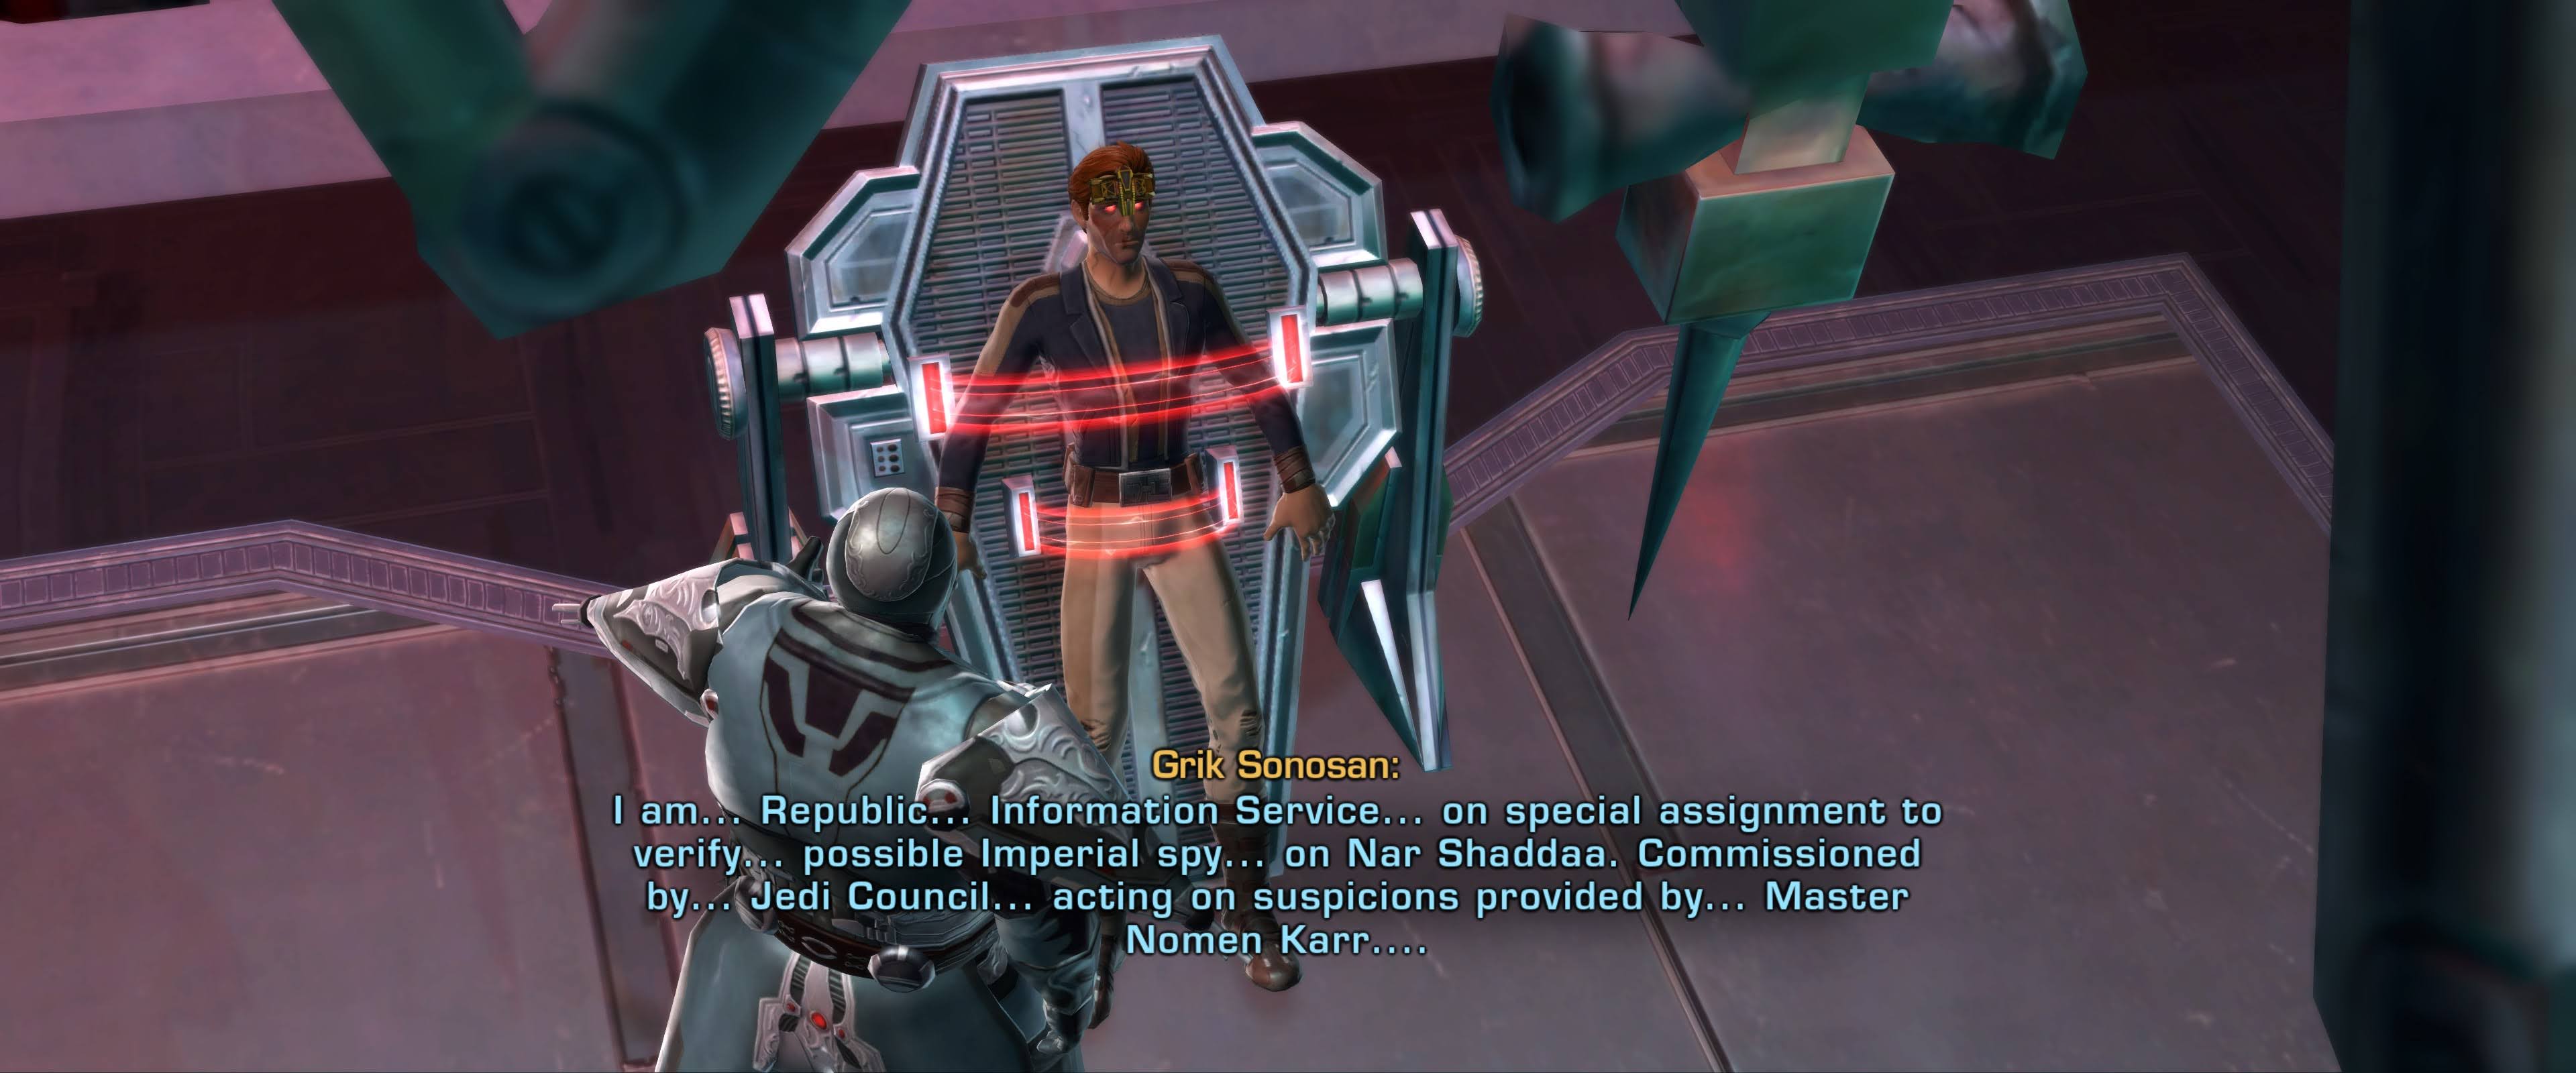 Grik Sonosan:
I am... Republic... Information Service... on special assignment to
verify... possible Imperial spy... on Nar Shaddaa. Commissioned
by... Jedi Council... acting on suspicions provided by... Master
Nomen Karr....